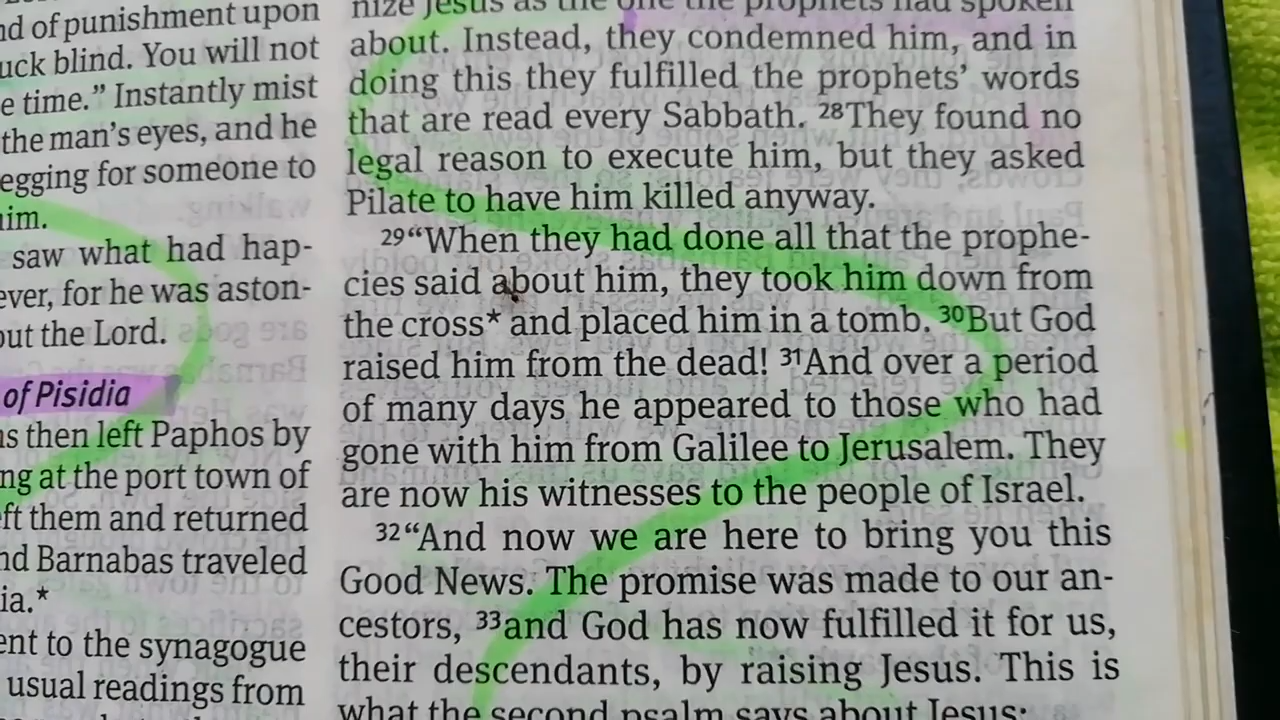 nd of punishment upon
uck blind. You will not
e time.” Instantly mist
the man’s eyes, and he
egging for someone to
im.
saw what had hap-
ever, for he was aston-
out the Lord.
of Pisidia
as then left Paphos by
ng at the port town of
eft them and returned
nd Barnabas traveled
ia.*
ent to the synagogue
usual readings from
nize Jesus as the one the prophets had spoken
about. Instead, they condemned him, and in
doing this they fulfilled the prophets’ words
that are read every Sabbath. 28They found no
legal reason to execute him, but they asked
Pilate to have him killed anyway.
29“When they had done all that the prophe-
cies said about him, they took him down from
the cross* and placed him in a tomb. 30But God
raised him from the dead! 31And over a period
of many days he appeared to those who had
gone with him from Galilee to Jerusalem. They
are now his witnesses to the people of Israel.
32“And now we are here to bring you this
Good News. The promise was made to our an-
cestors, 33and God has now fulfilled it for us,
their descendants, by raising Jesus. This is
what the second psalm says about Jesus: